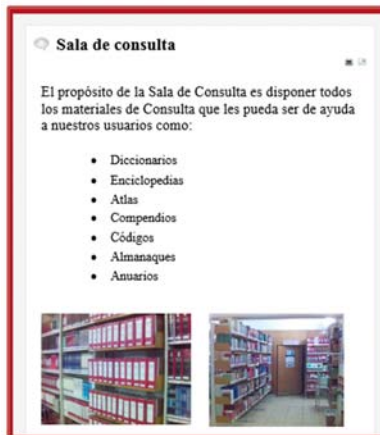 Sala de consulta
El propósito de la Sala de Consulta es disponer todos
los materiales de Consulta que les pueda ser de ayuda
a nuestros usuarios como:
• Diccionarios
• Enciclopedias
• Atlas
• Compendios
• Códigos
• Almanaques
• Anuarios